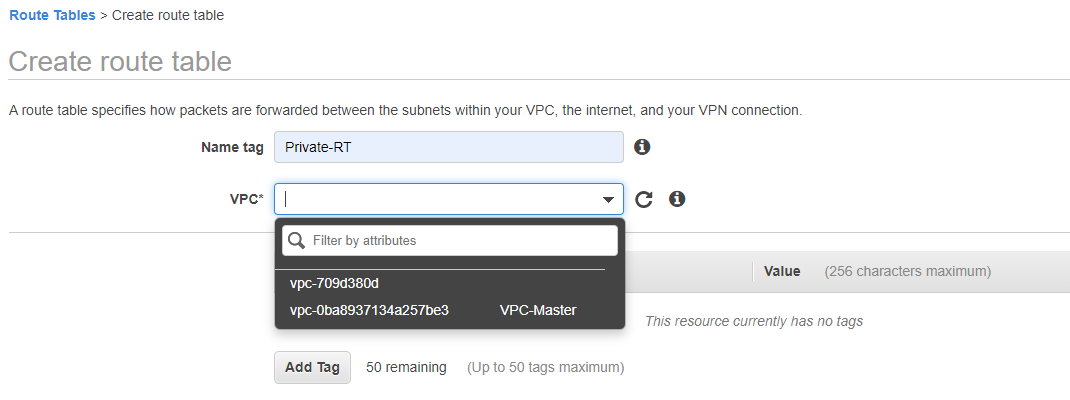 Route Tables > Create route table
Create route table
A route table specifies how packets are forwarded between the subnets within your VPC, the internet, and your VPN connection.
Name tag Private-RT
VPC*
Filter by attributes
vpc-709d380d
vpc-0ba8937134a257be3 VPC-Master
Value (256 characters maximum)
This resource currently has no tags
Add Tag 50 remaining (Up to 50 tags maximum)